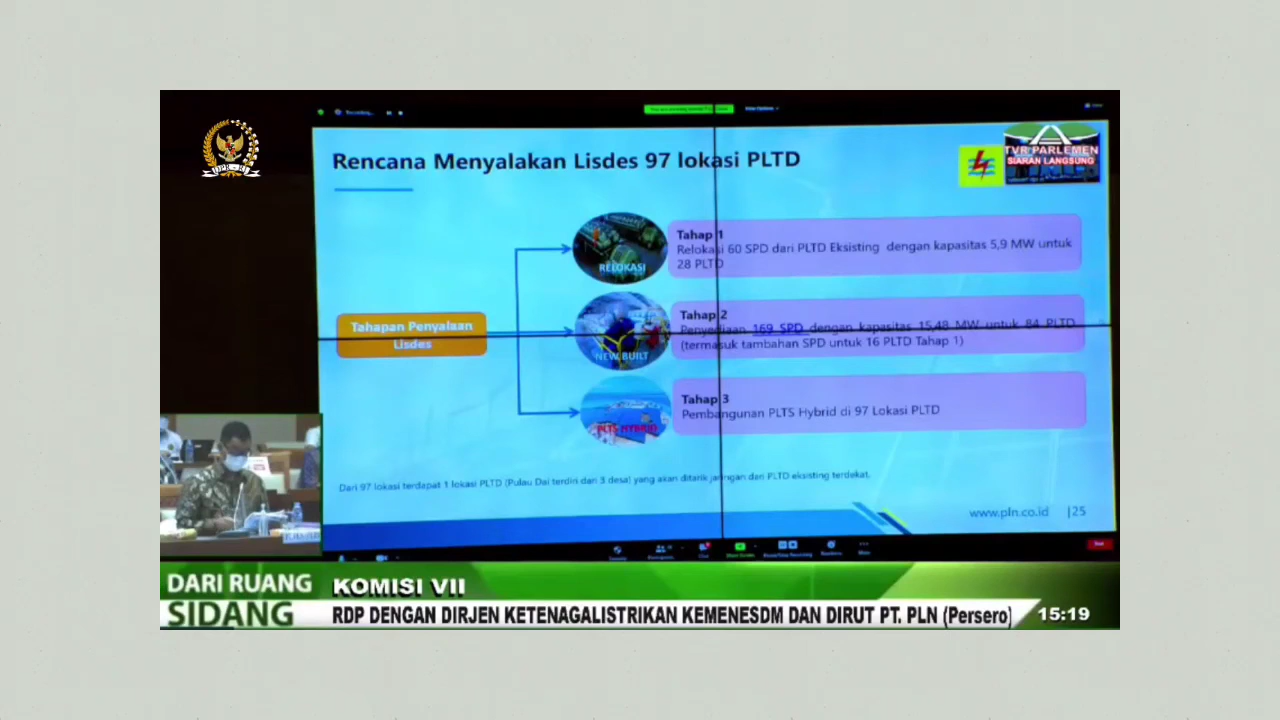 DPR - RI
Recording...
Rencana Menyalakan Lisdes 97 lokasi PLTD
TVR PARLEMEN
SIARAN LANGSUNG
Tahap 1
Relokasi 60 SPD dari PLTD Eksisting dengan kapasitas 5,9 MW untuk
28 PLTD
RELOKASI
Tahapan Penyalaan
Lisdes
Tahap 2
Penyediaan 169 SPD dengan kapasitas 15,48 MW untuk 84 PLTD
(termasuk tambahan SPD untuk 16 PLTD Tahap 1)
NEW BUILT
Tahap 3
Pembangunan PLTS Hybrid di 97 Lokasi PLTD
PLTS HYBRID
Dari 97 lokasi terdapat 1 lokasi PLTD (Pulau Dai terdiri dari 3 desa) yang akan ditarik jaringan dari PLTD eksisting terdekat.
www.pln.co.id |25
DARI RUANG
SIDANG
KOMISI VII
RDP DENGAN DIRJEN KETENAGALISTRIKAN KEMENESDM DAN DIRUT PT. PLN (Persero)
15:19